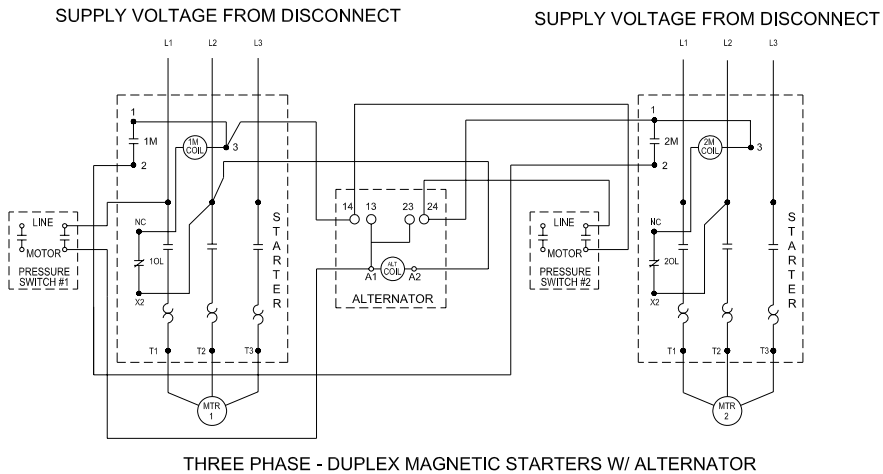 SUPPLY VOLTAGE FROM DISCONNECT
SUPPLY VOLTAGE FROM DISCONNECT
L1 L2 L3
L1 L2 L3
1
1M
2
1M
COIL
3
NC
1OL
X2
STARTER
T1 T2 T3
MTR
1
LINE
MOTOR
PRESSURE
SWITCH #1
14 13 23 24
A1
ALT
COIL
A2
ALTERNATOR
LINE
MOTOR
PRESSURE
SWITCH #2
1
2M
2
2M
COIL
3
NC
2OL
X2
STARTER
T1 T2 T3
MTR
2
THREE PHASE - DUPLEX MAGNETIC STARTERS W/ ALTERNATOR